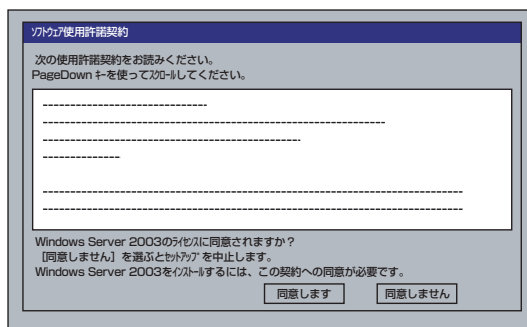 ｿﾌﾄｳｪｱ使用許諾契約
次の使用許諾契約をお読みください。
PageDown ｷｰを使ってｽｸﾛｰﾙしてください。
Windows Server 2003のﾗｲｾﾝｽに同意されますか？
［同意しません］を選ぶとｾｯﾄｱｯﾌﾟを中止します。
Windows Server 2003をｲﾝｽﾄｰﾙするには、この契約への同意が必要です。
同意します　同意しません